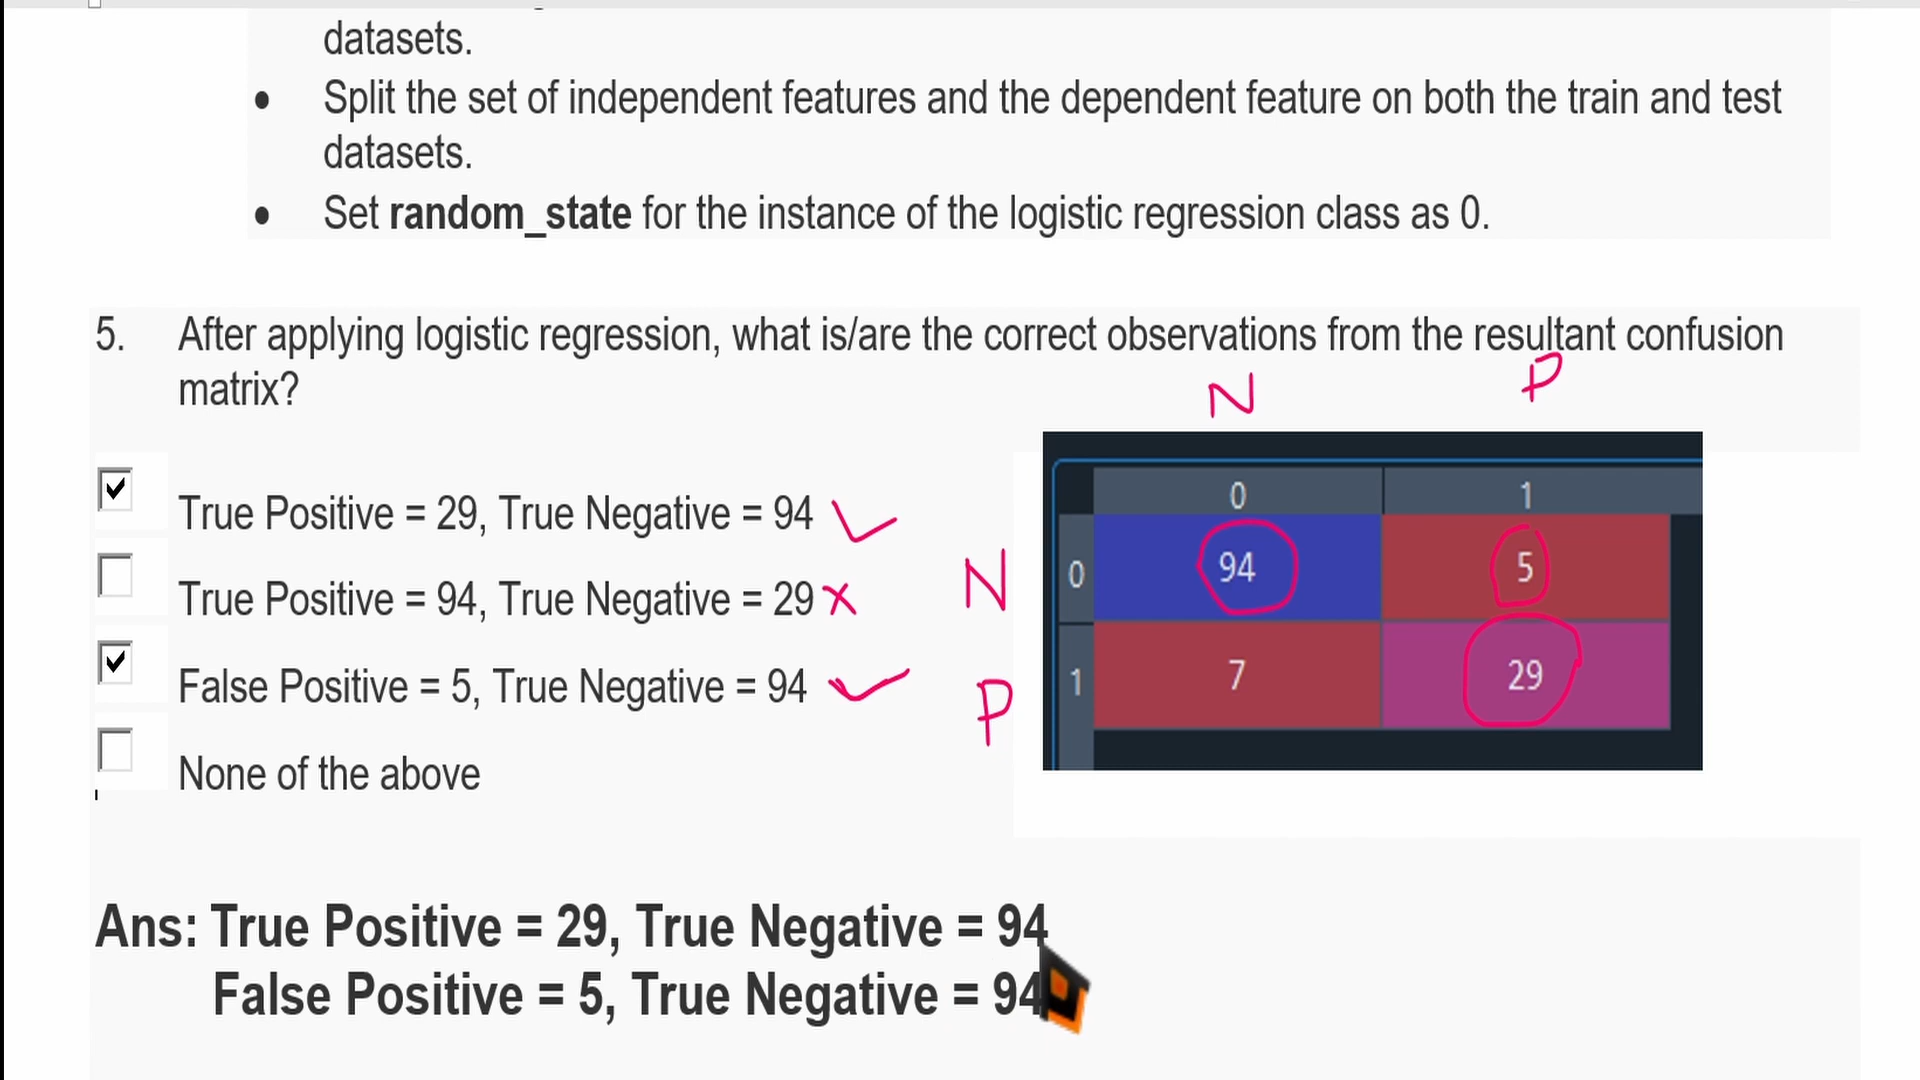 datasets.
• Split the set of independent features and the dependent feature on both the train and test
datasets.
• Set random_state for the instance of the logistic regression class as 0.
5. After applying logistic regression, what is/are the correct observations from the resultant confusion
matrix?
N P
0 1
True Positive = 29, True Negative = 94
N 0 94 5
True Positive = 94, True Negative = 29
P 1 7 29
False Positive = 5, True Negative = 94
None of the above
Ans: True Positive = 29, True Negative = 94
False Positive = 5, True Negative = 94